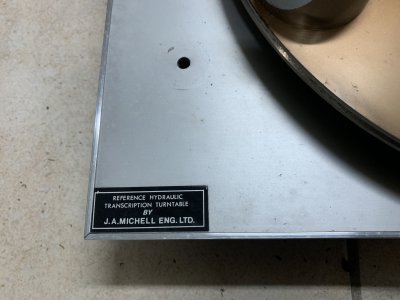 REFERENCE HYDRAULIC
TRANSCRIPTION TURNTABLE
BY
J.A.MICHELL ENG. LTD.